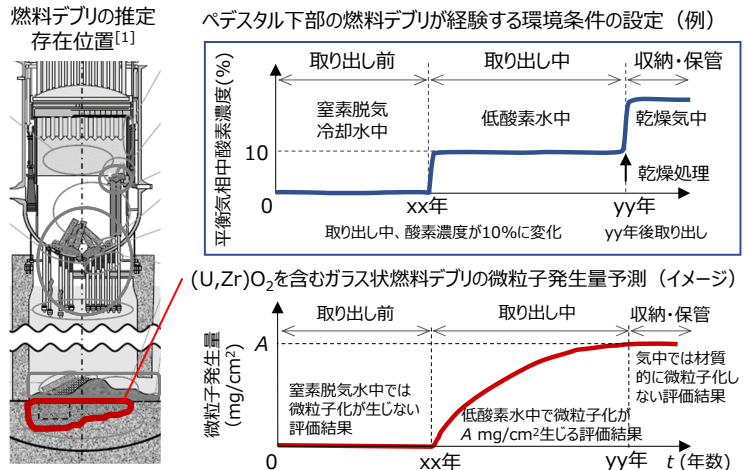 燃料デブリの推定
存在位置[1]
ペデスタル下部の燃料デブリが経験する環境条件の設定（例）
平衡気相中酸素濃度(%)
取り出し前
取り出し中
収納・保管
窒素脱気
冷却水中
低酸素水中
乾燥気中
10
乾燥処理
0
xx年
yy年
取り出し中、酸素濃度が10%に変化
yy年後取り出し
(U,Zr)O₂を含むガラス状燃料デブリの微粒子発生量予測（イメージ）
微粒子発生量
(mg/cm²)
取り出し前
取り出し中
収納・保管
A
窒素脱気水中では
微粒子化が生じない
評価結果
低酸素水中で微粒子化が
A mg/cm²生じる評価結果
気中では材質
的に微粒子化し
ない評価結果
0
xx年
yy年
t（年数）